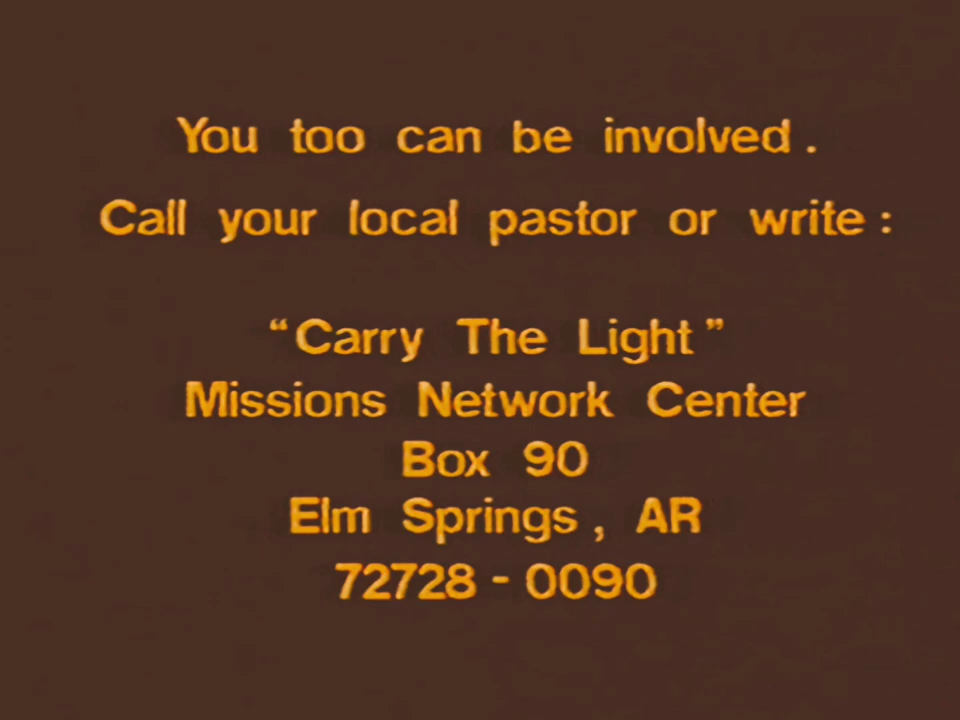 You too can be involved.
Call your local pastor or write:
“Carry The Light”
Missions Network Center
Box 90
Elm Springs, AR
72728-0090